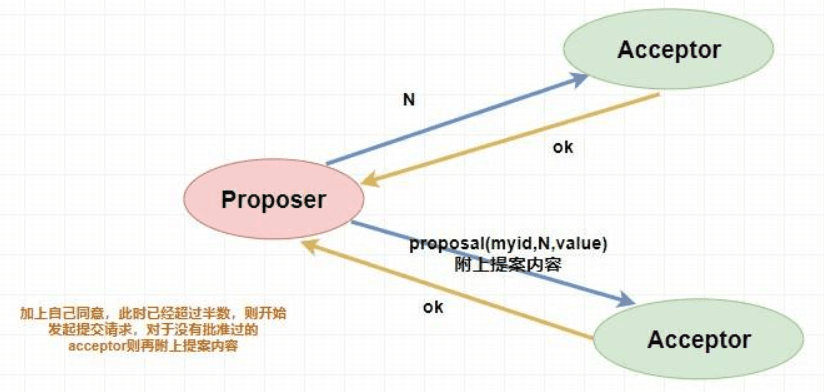 Acceptor
N
ok
Proposer
proposal(myid,N,value)
附上提案内容
ok
加上自己同意，此时已经超过半数，则开始
发起提交请求，对于没有批准过的
acceptor则再附上提案内容
Acceptor